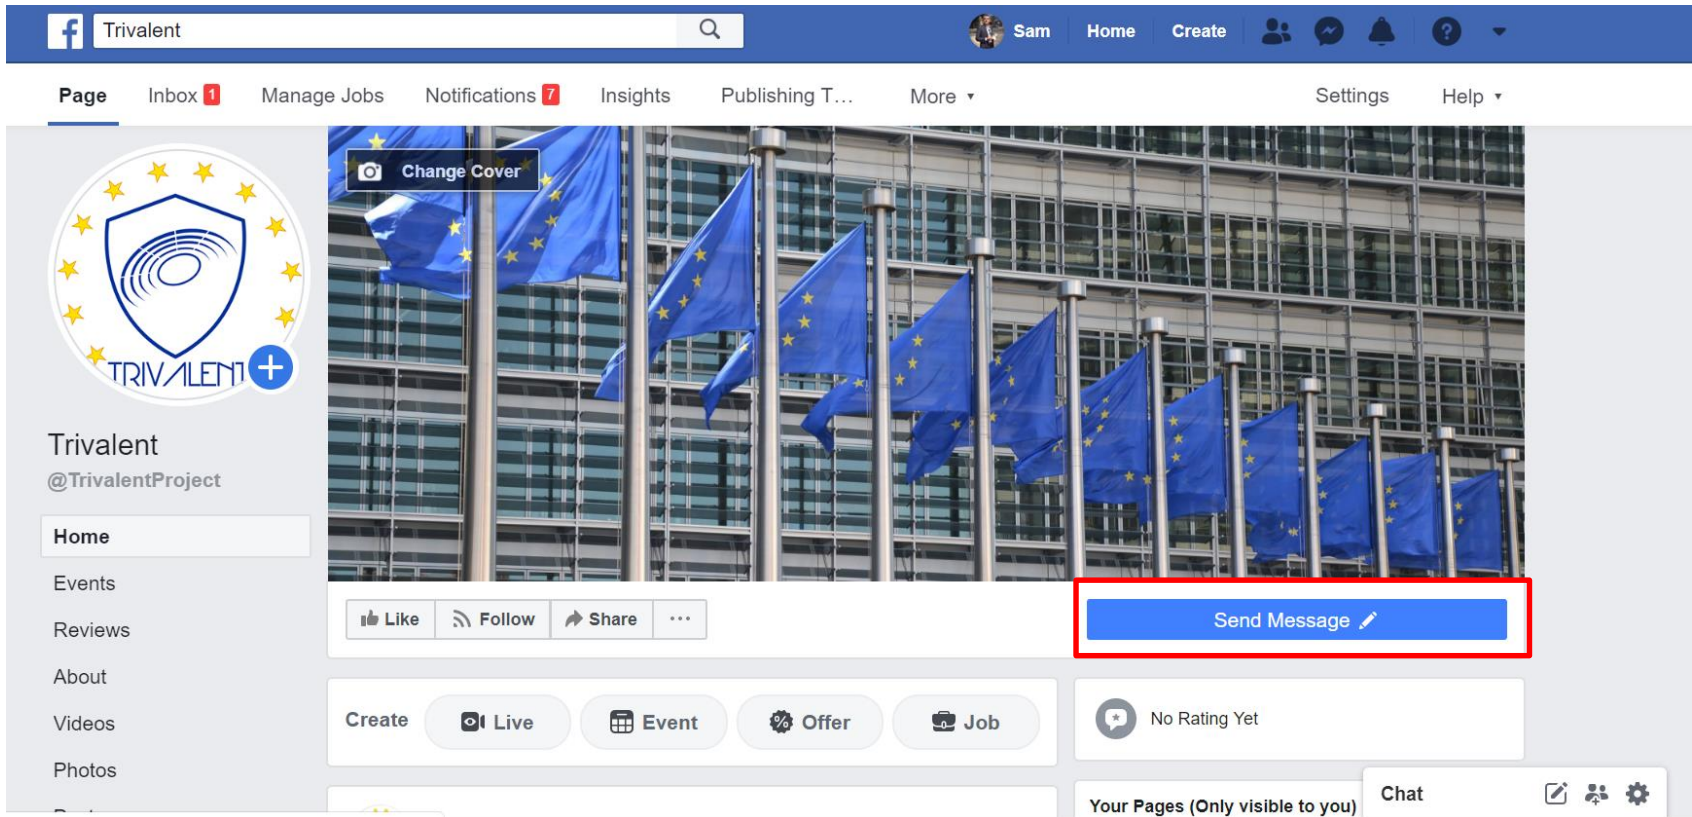 Trivalent
Sam Home Create
Page Inbox 1 Manage Jobs Notifications 7 Insights Publishing T... More Settings Help
Change Cover
TRIVALENT
Trivalent
@TrivalentProject
Home
Events
Reviews
About
Videos
Photos
Like Follow Share ...
Send Message
Create Live Event Offer Job
No Rating Yet
Your Pages (Only visible to you)
Chat